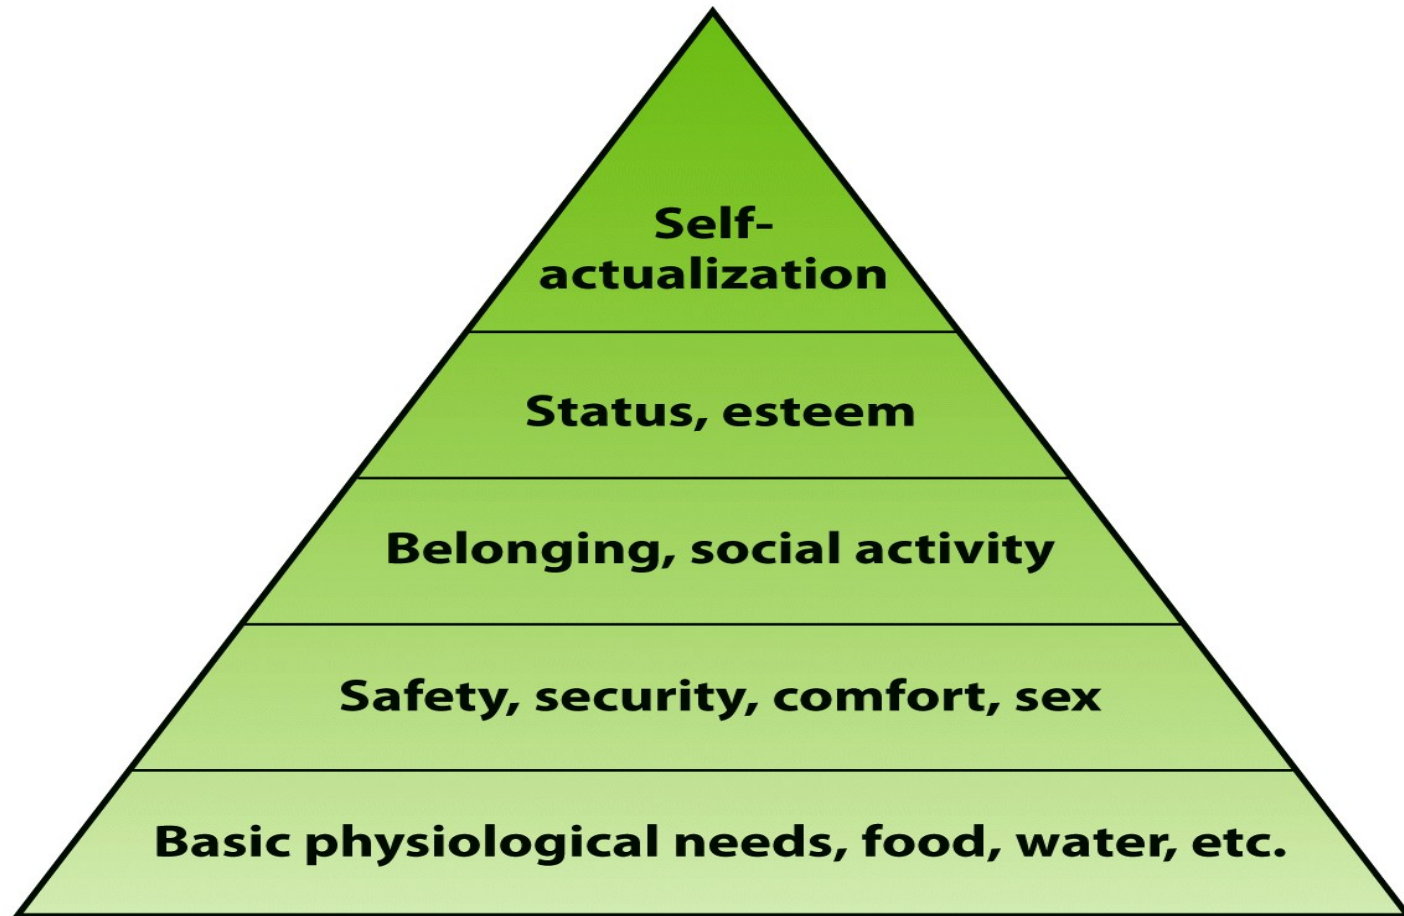 Self-
actualization
Status, esteem
Belonging, social activity
Safety, security, comfort, sex
Basic physiological needs, food, water, etc.